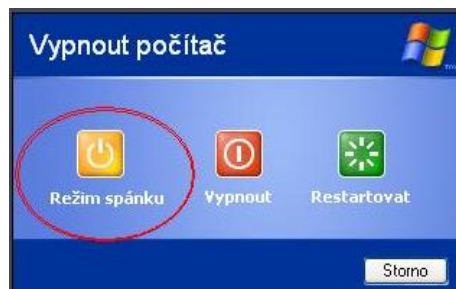 Vypnout počítač
Režim spánku
Vypnout
Restartovat
Storno